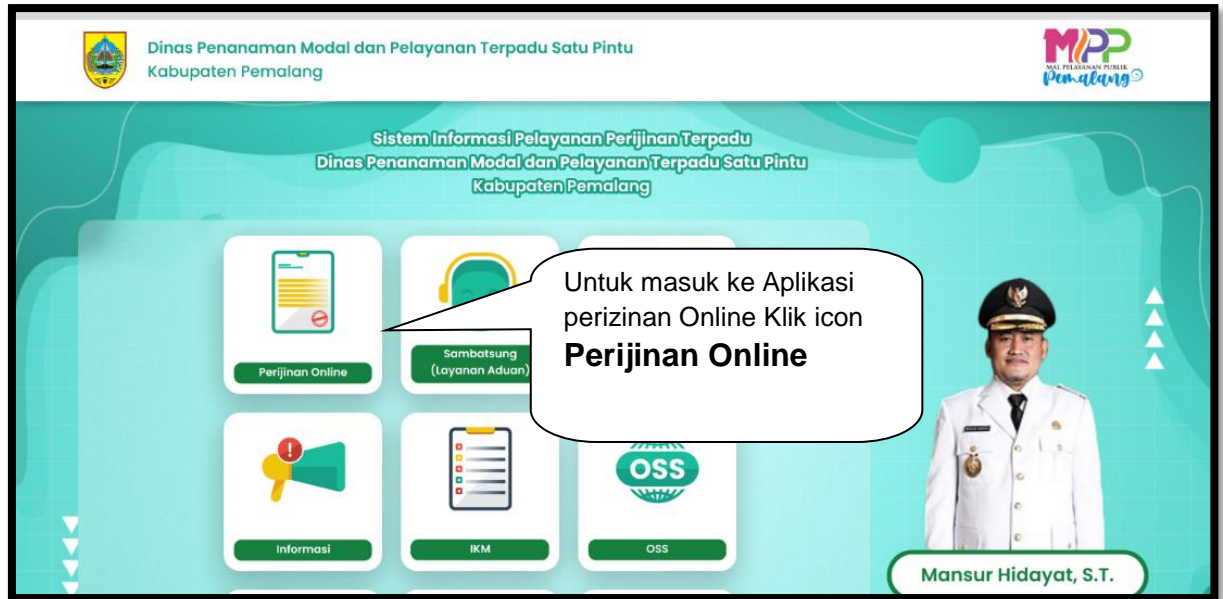 Dinas Penanaman Modal dan Pelayanan Terpadu Satu Pintu
Kabupaten Pemalang
MPP
MAL PELAYANAN PUBLIK
Pemalang
Sistem Informasi Pelayanan Perijinan Terpadu
Dinas Penanaman Modal dan Pelayanan Terpadu Satu Pintu
Kabupaten Pemalang
Perijinan Online
Sambatsung
(Layanan Aduan)
Untuk masuk ke Aplikasi
perizinan Online Klik icon
Perijinan Online
Informasi
IKM
OSS
OSS
Mansur Hidayat, S.T.